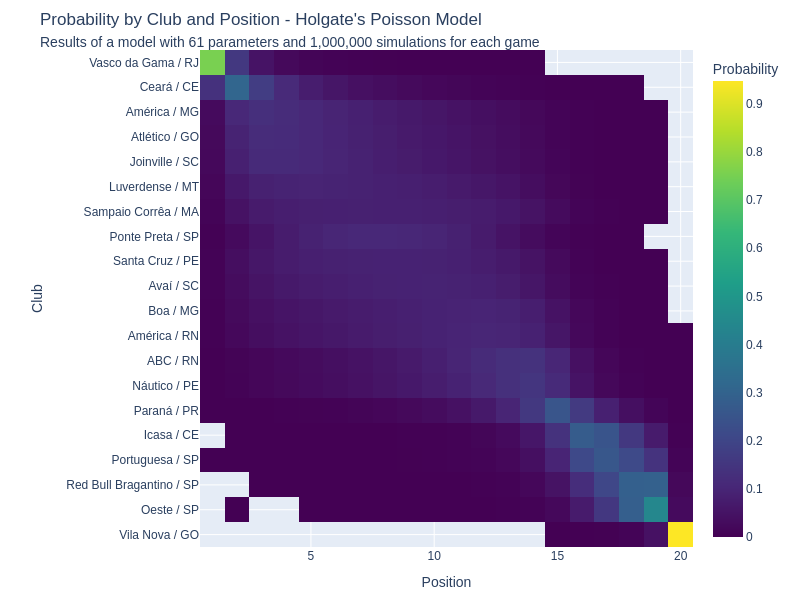 Probability by Club and Position - Holgate's Poisson Model
Results of a model with 61 parameters and 1,000,000 simulations for each game
Probability
Vasco da Gama / RJ
Ceará / CE
América / MG
Atlético / GO
Joinville / SC
Luverdense / MT
Sampaio Corrêa / MA
Ponte Preta / SP
Santa Cruz / PE
Avaí / SC
Boa / MG
América / RN
ABC / RN
Náutico / PE
Paraná / PR
Icasa / CE
Portuguesa / SP
Red Bull Bragantino / SP
Oeste / SP
Vila Nova / GO
Club
5
10
15
20
Position
0.9
0.8
0.7
0.6
0.5
0.4
0.3
0.2
0.1
0